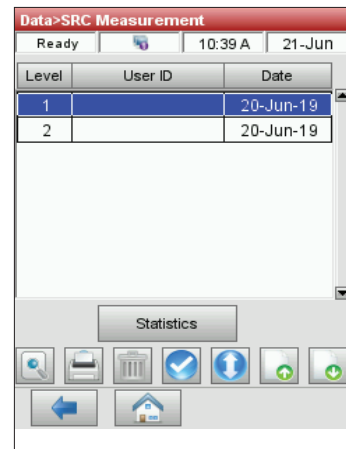 Data>SRC Measurement
Ready 10:39 A 21-Jun
Level User ID Date
1 20-Jun-19
2 20-Jun-19
Statistics